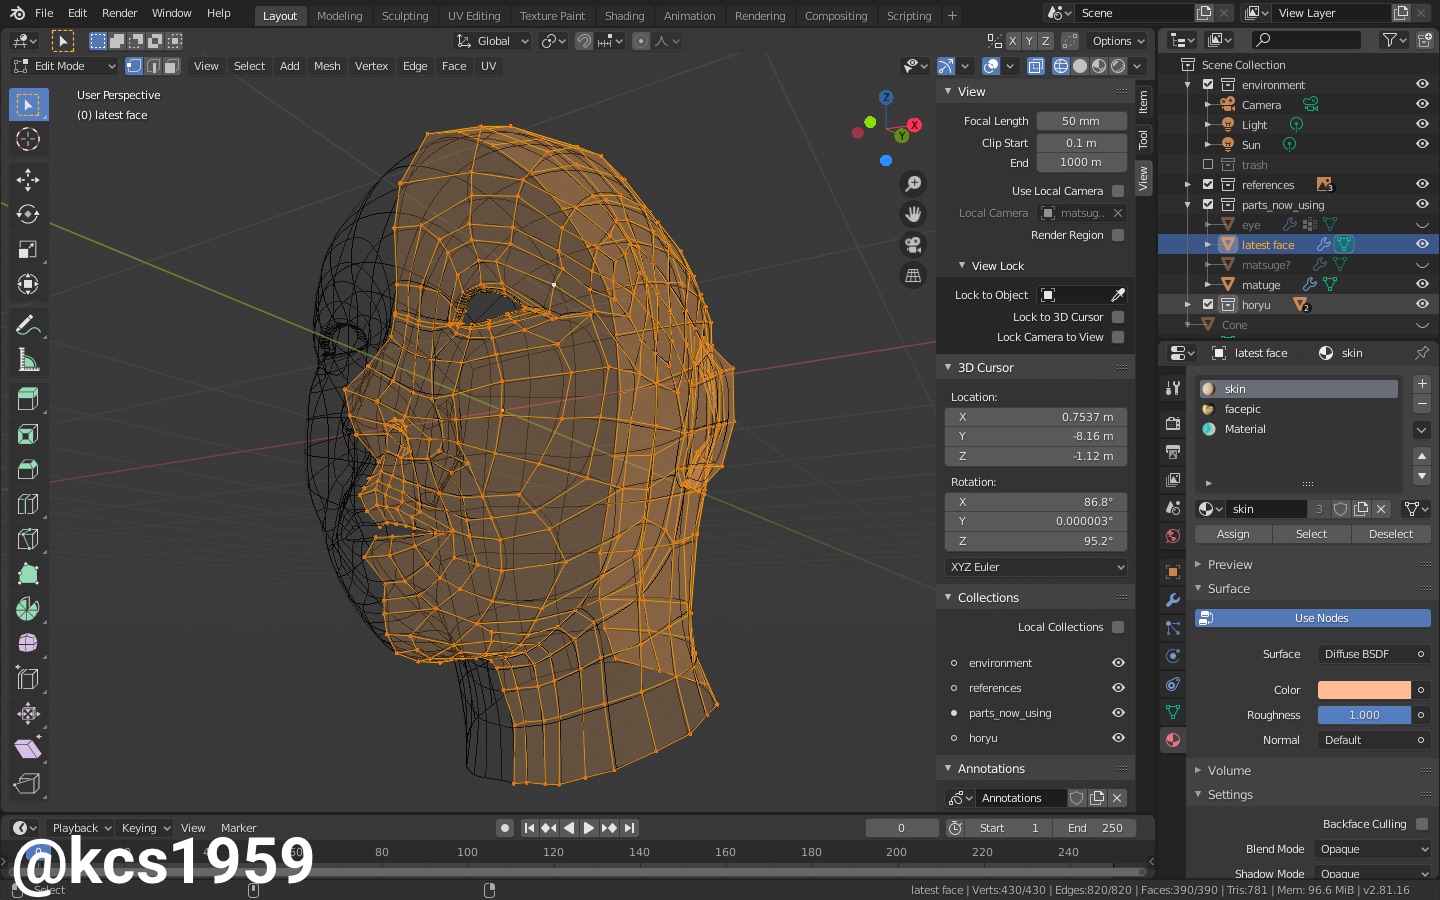 File Edit Render Window Help Layout Modeling Sculpting UV Editing Texture Paint Shading Animation Rendering Compositing Scripting + Scene View Layer
Global X Y Z Options
Edit Mode View Select Add Mesh Vertex Edge Face UV
User Perspective
(0) latest face
Z
X
Y
View
Focal Length 50 mm
Clip Start 0.1 m
End 1000 m
Use Local Camera
Local Camera matsug..
Render Region
View Lock
Lock to Object
Lock to 3D Cursor
Lock Camera to View
3D Cursor
Location:
X 0.7537 m
Y -8.16 m
Z -1.12 m
Rotation:
X 86.8°
Y 0.000003°
Z 95.2°
XYZ Euler
Collections
Local Collections
environment
references
parts_now_using
horyu
Annotations
Annotations
Item
Tool
View
Scene Collection
environment
Camera
Light
Sun
trash
references 3
parts_now_using
eye
latest face
matsuge?
matuge
horyu 2
Cone
latest face skin
skin
facepic
Material
skin 3
Assign Select Deselect
Preview
Surface
Use Nodes
Surface Diffuse BSDF
Color
Roughness 1.000
Normal Default
Volume
Settings
Backface Culling
Blend Mode Opaque
Shadow Mode Opaque
Playback Keying View Marker 0 Start 1 End 250
80 100 120 140 160 180 200 220 240
@kcs1959
Select
latest face | Verts:430/430 | Edges:820/820 | Faces:390/390 | Tris:781 | Mem: 96.6 MiB | v2.81.16